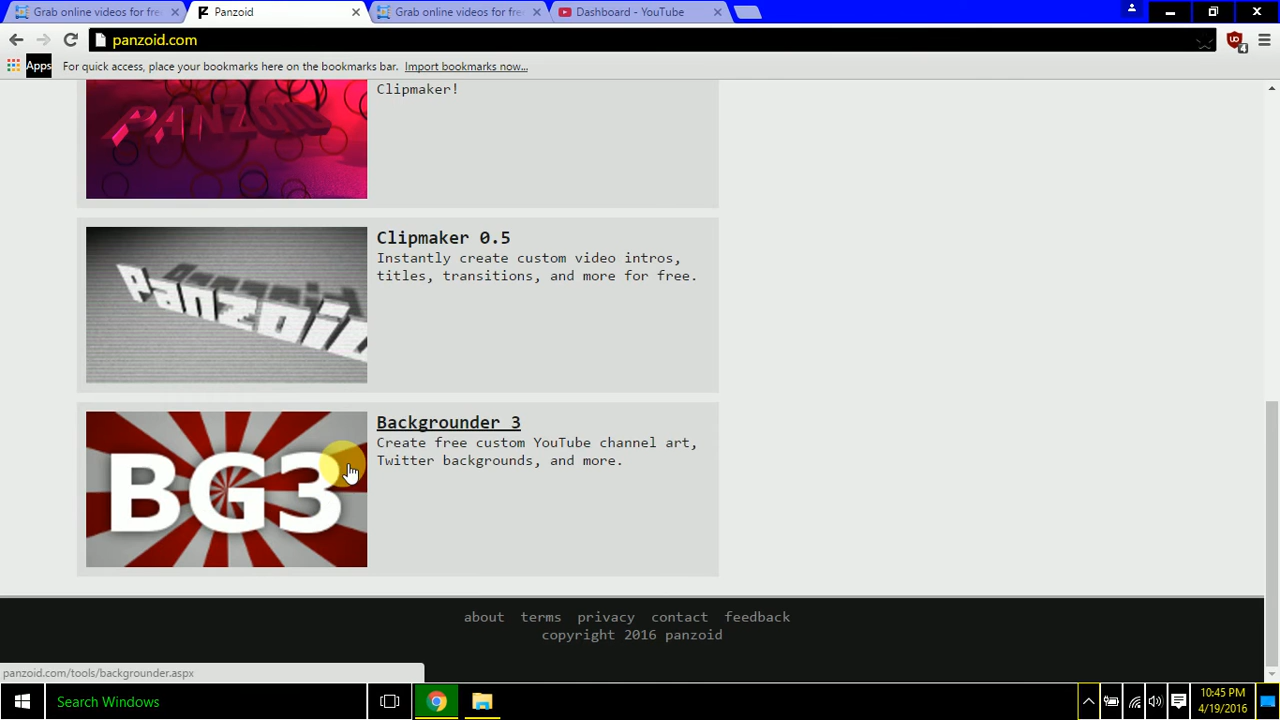 Grab online videos for fre
Panzoid
Grab online videos for fre
Dashboard - YouTube
panzoid.com
4
Apps
For quick access, place your bookmarks here on the bookmarks bar. Import bookmarks now...
PANZOID
Clipmaker!
Panzoid
Clipmaker 0.5
Instantly create custom video intros,
titles, transitions, and more for free.
BG3
Backgrounder 3
Create free custom YouTube channel art,
Twitter backgrounds, and more.
about terms privacy contact feedback
copyright 2016 panzoid
panzoid.com/tools/backgrounder.aspx
Search Windows
10:45 PM
4/19/2016